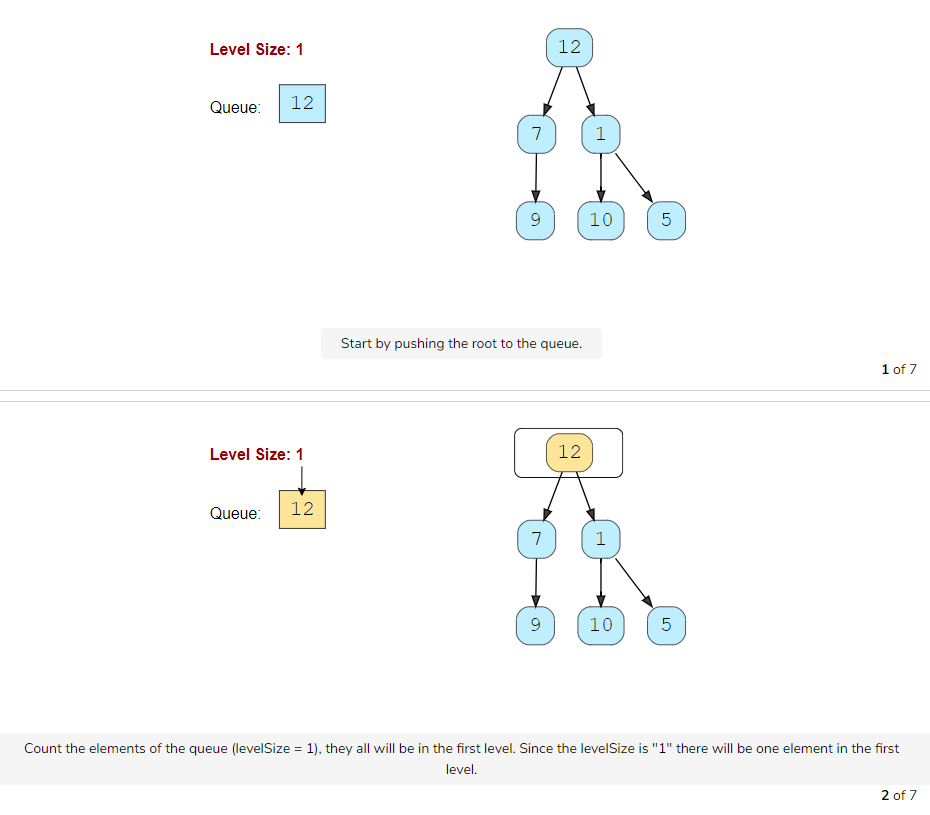 Level Size: 1
12
Queue: 12
7 1
9 10 5
Start by pushing the root to the queue.
1 of 7
Level Size: 1
12
Queue: 12
7 1
9 10 5
Count the elements of the queue (levelSize = 1), they all will be in the first level. Since the levelSize is "1" there will be one element in the first
level.
2 of 7